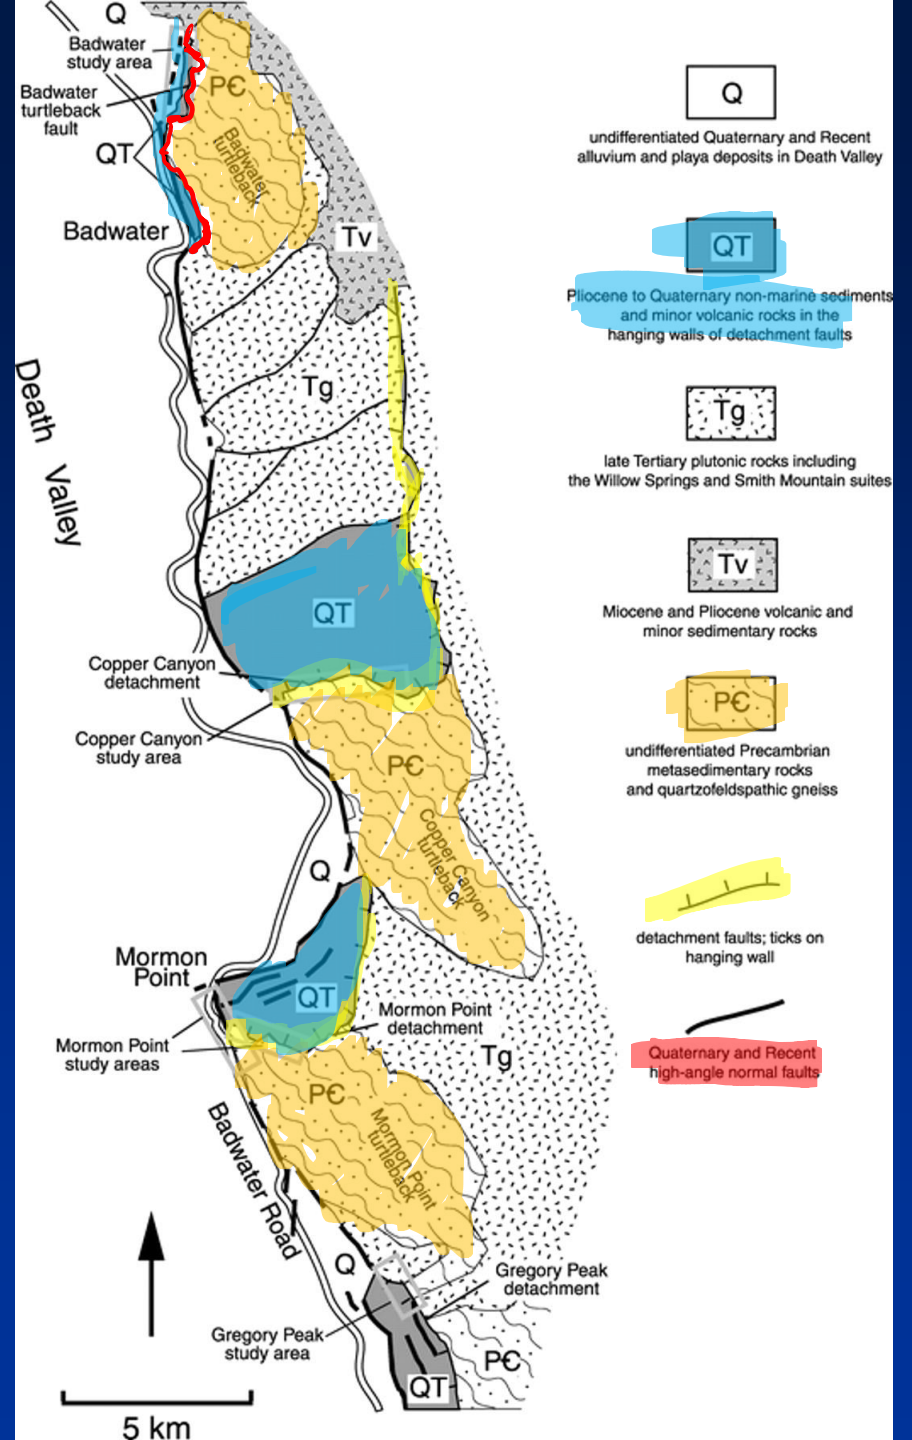 Q
Badwater
study area
Badwater
turtleback
fault
QT
Badwater
PЄ
Badwater
turtleback
Tv
Tg
Death Valley
QT
Copper Canyon
detachment
Copper Canyon
study area
PЄ
Copper Canyon
turtleback
Q
Mormon
Point
QT
Mormon Point
detachment
Mormon Point
study areas
Tg
PЄ
Mormon Point
turtleback
Badwater Road
Q
Gregory Peak
detachment
Gregory Peak
study area
PЄ
QT
5 km
Q
undifferentiated Quaternary and Recent
alluvium and playa deposits in Death Valley
QT
Pliocene to Quaternary non-marine sediments
and minor volcanic rocks in the
hanging walls of detachment faults
Tg
late Tertiary plutonic rocks including
the Willow Springs and Smith Mountain suites
Tv
Miocene and Pliocene volcanic and
minor sedimentary rocks
PЄ
undifferentiated Precambrian
metasedimentary rocks
and quartzofeldspathic gneiss
detachment faults; ticks on
hanging wall
Quaternary and Recent
high-angle normal faults